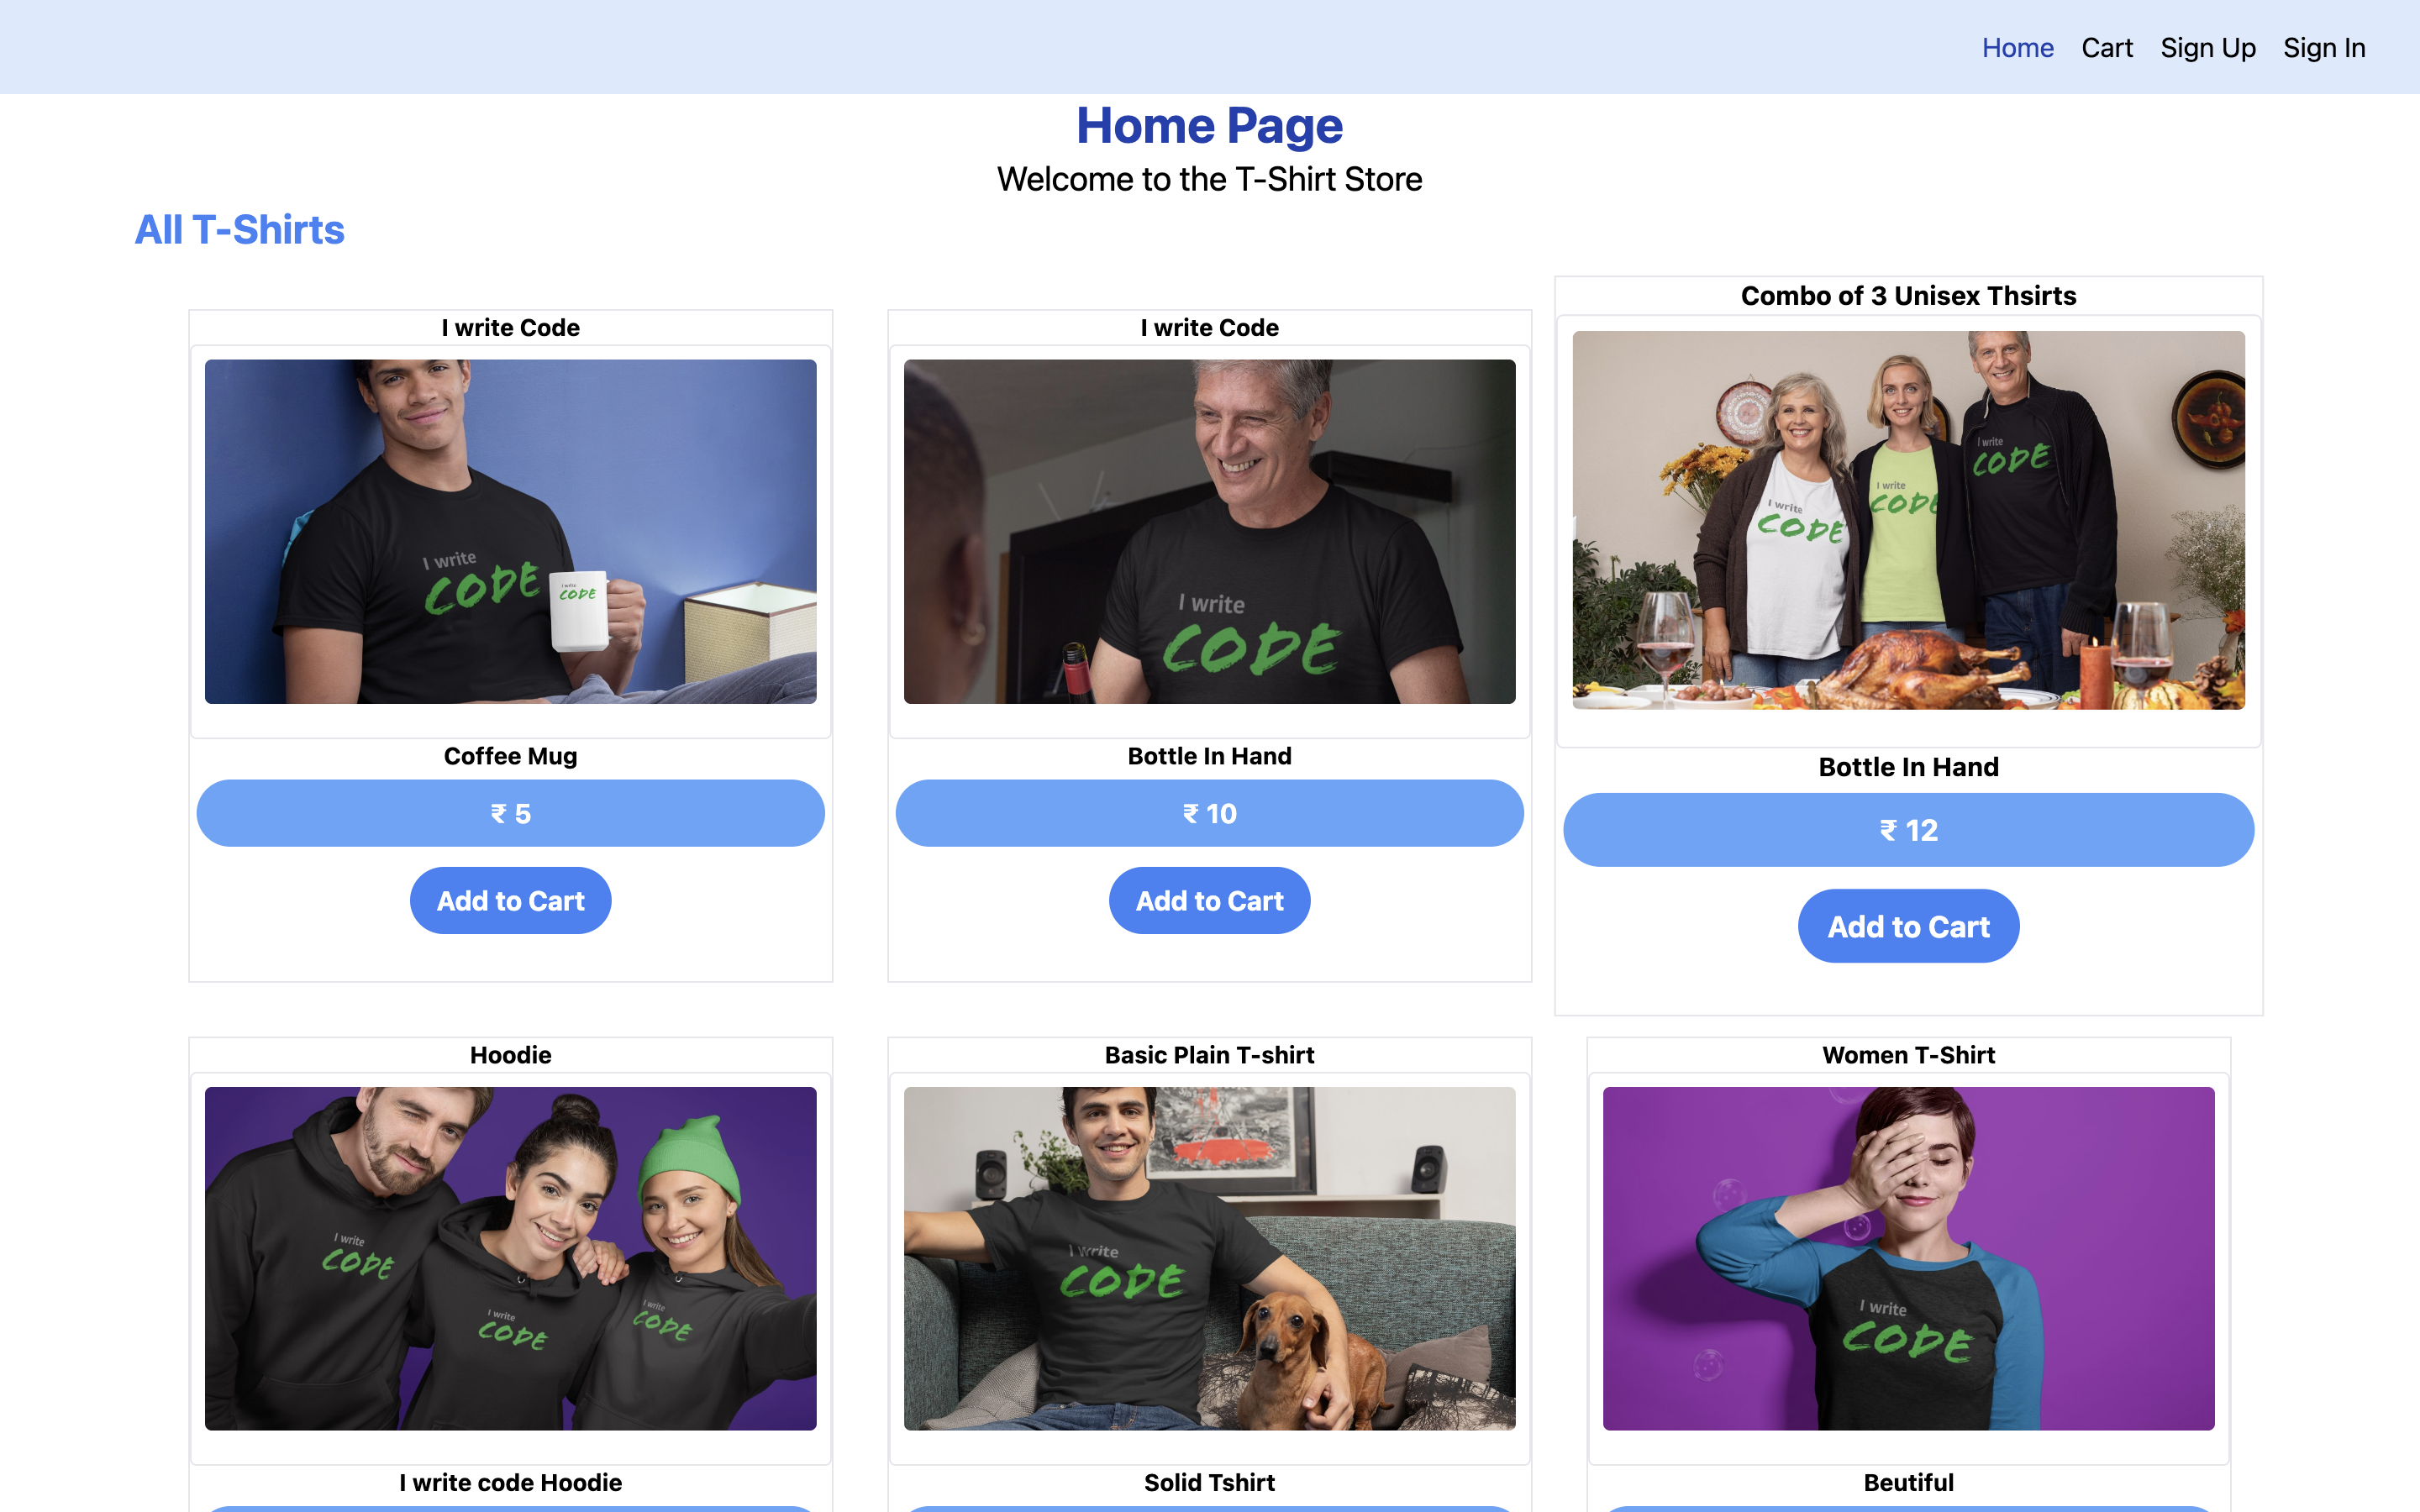 Home Cart Sign Up Sign In
Home Page
Welcome to the T-Shirt Store
All T-Shirts
I write Code
I write
CODE
I write
CODE
Coffee Mug
₹ 5
Add to Cart
I write Code
I write
CODE
Bottle In Hand
₹ 10
Add to Cart
Combo of 3 Unisex Thsirts
I write
CODE
I write
CODE
I write
CODE
Bottle In Hand
₹ 12
Add to Cart
Hoodie
I write
CODE
I write
CODE
I write
CODE
I write code Hoodie
Basic Plain T-shirt
I write
CODE
Solid Tshirt
Women T-Shirt
I write
CODE
Beutiful